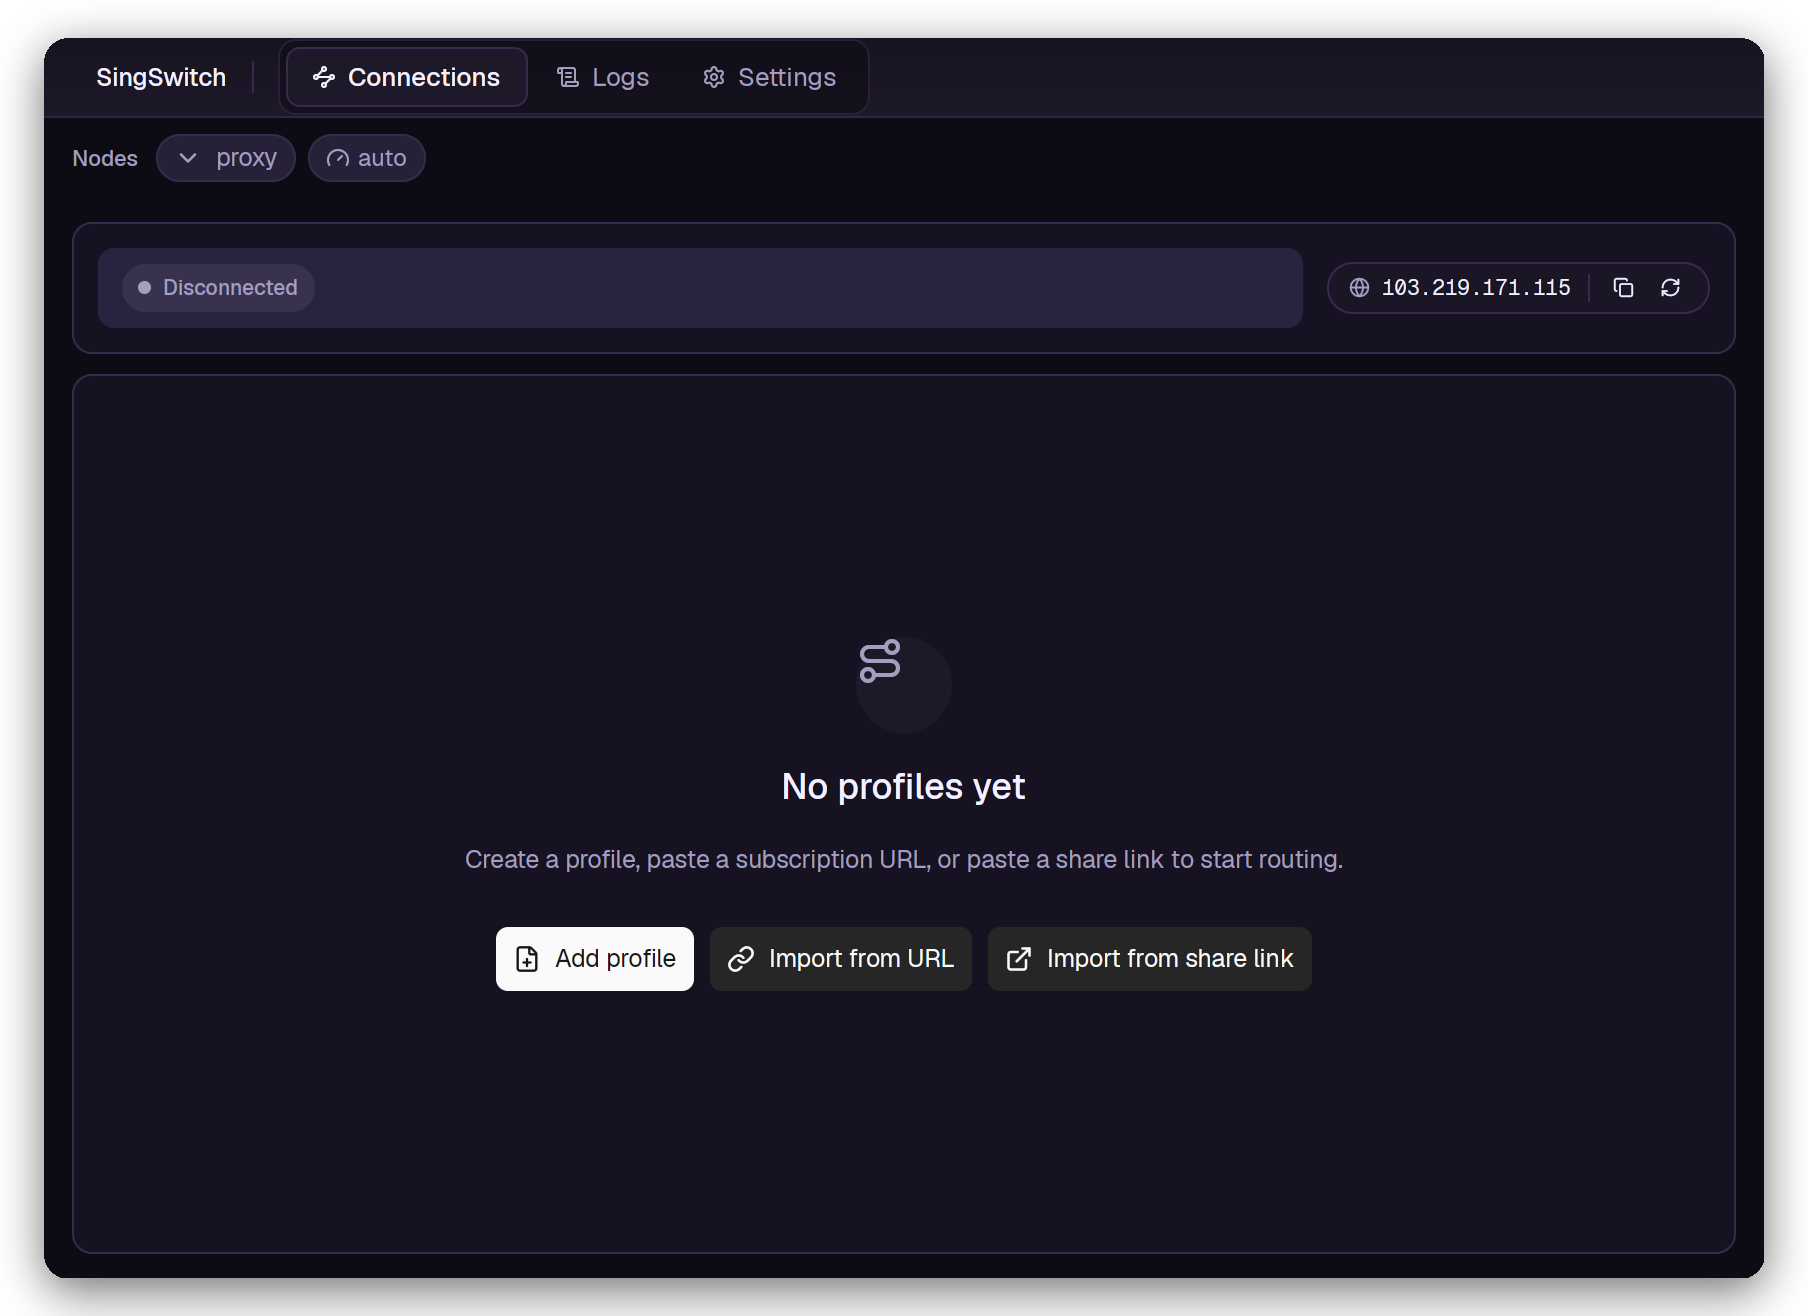 SingSwitch Connections Logs Settings
Nodes proxy auto
Disconnected 103.219.171.115
No profiles yet
Create a profile, paste a subscription URL, or paste a share link to start routing.
Add profile Import from URL Import from share link